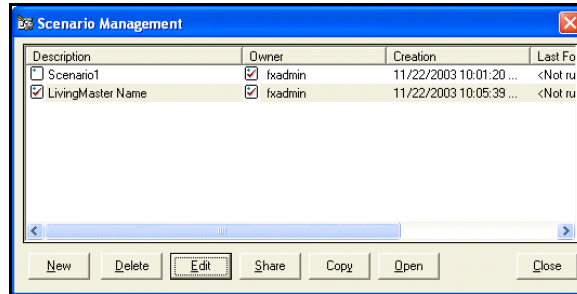 Scenario Management
Description Owner Creation Last Fo
Scenario1 fxadmin 11/22/2003 10:01:20 ... <Not ru
LivingMaster Name fxadmin 11/22/2003 10:05:39 ... <Not ru
New Delete Edit Share Copy Open Close